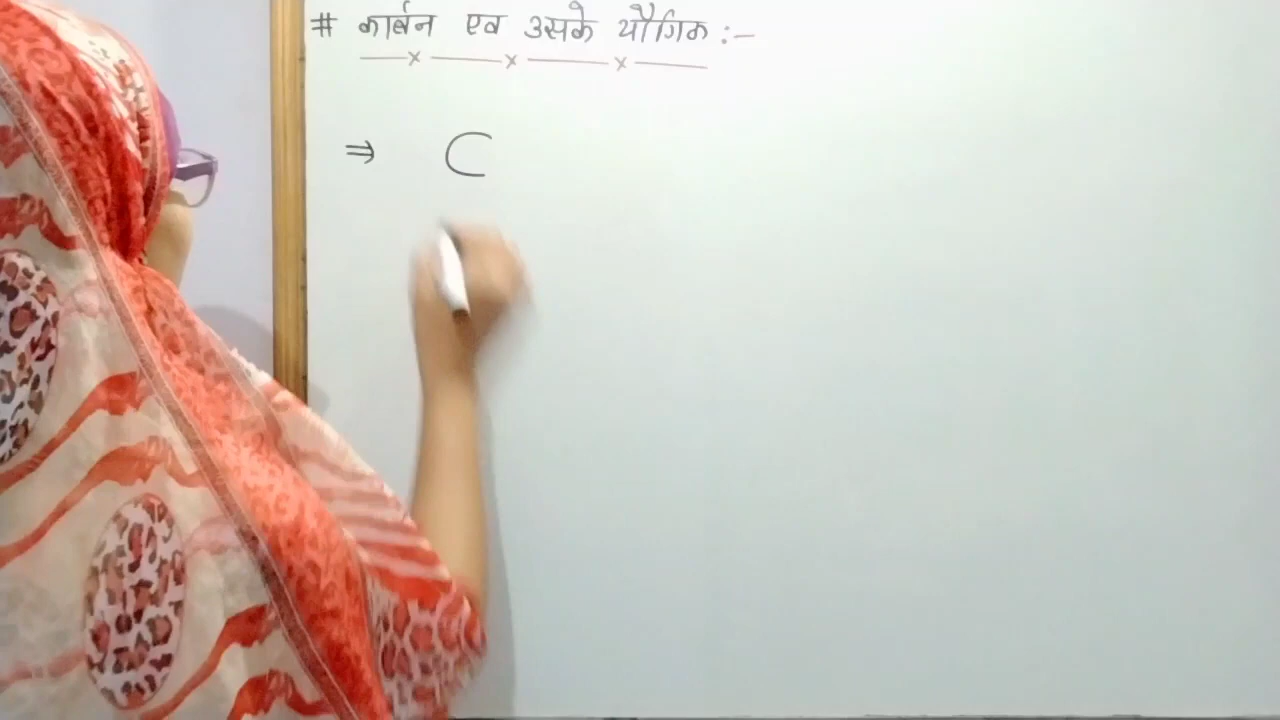 # कार्बन एव उसके यौगिक :-
⇒ C